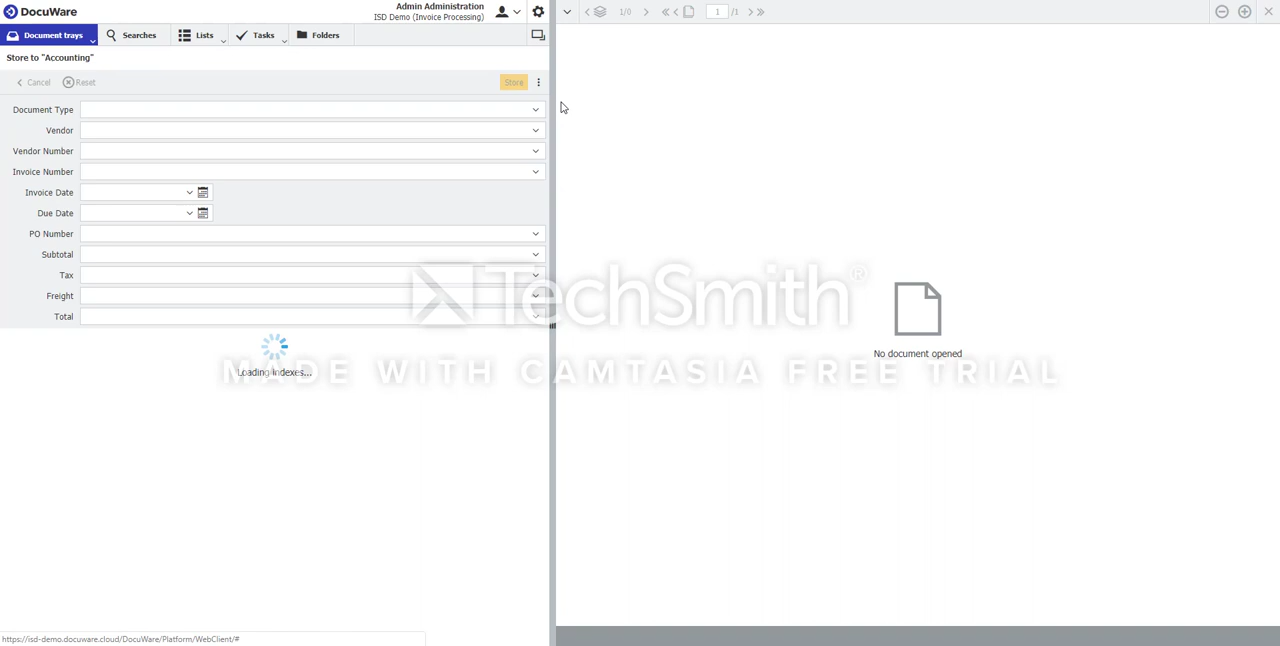 DocuWare
Admin Administration
ISD Demo (Invoice Processing)
1/0
1
/1
Document trays
Searches
Lists
Tasks
Folders
Store to "Accounting"
Cancel
Reset
Store
Document Type
Vendor
Vendor Number
Invoice Number
Invoice Date
Due Date
PO Number
Subtotal
Tax
Freight
Total
TechSmith®
No document opened
Loading indexes...
MADE WITH CAMTASIA FREE TRIAL
https://isd-demo.docuware.cloud/DocuWare/Platform/WebClient/#